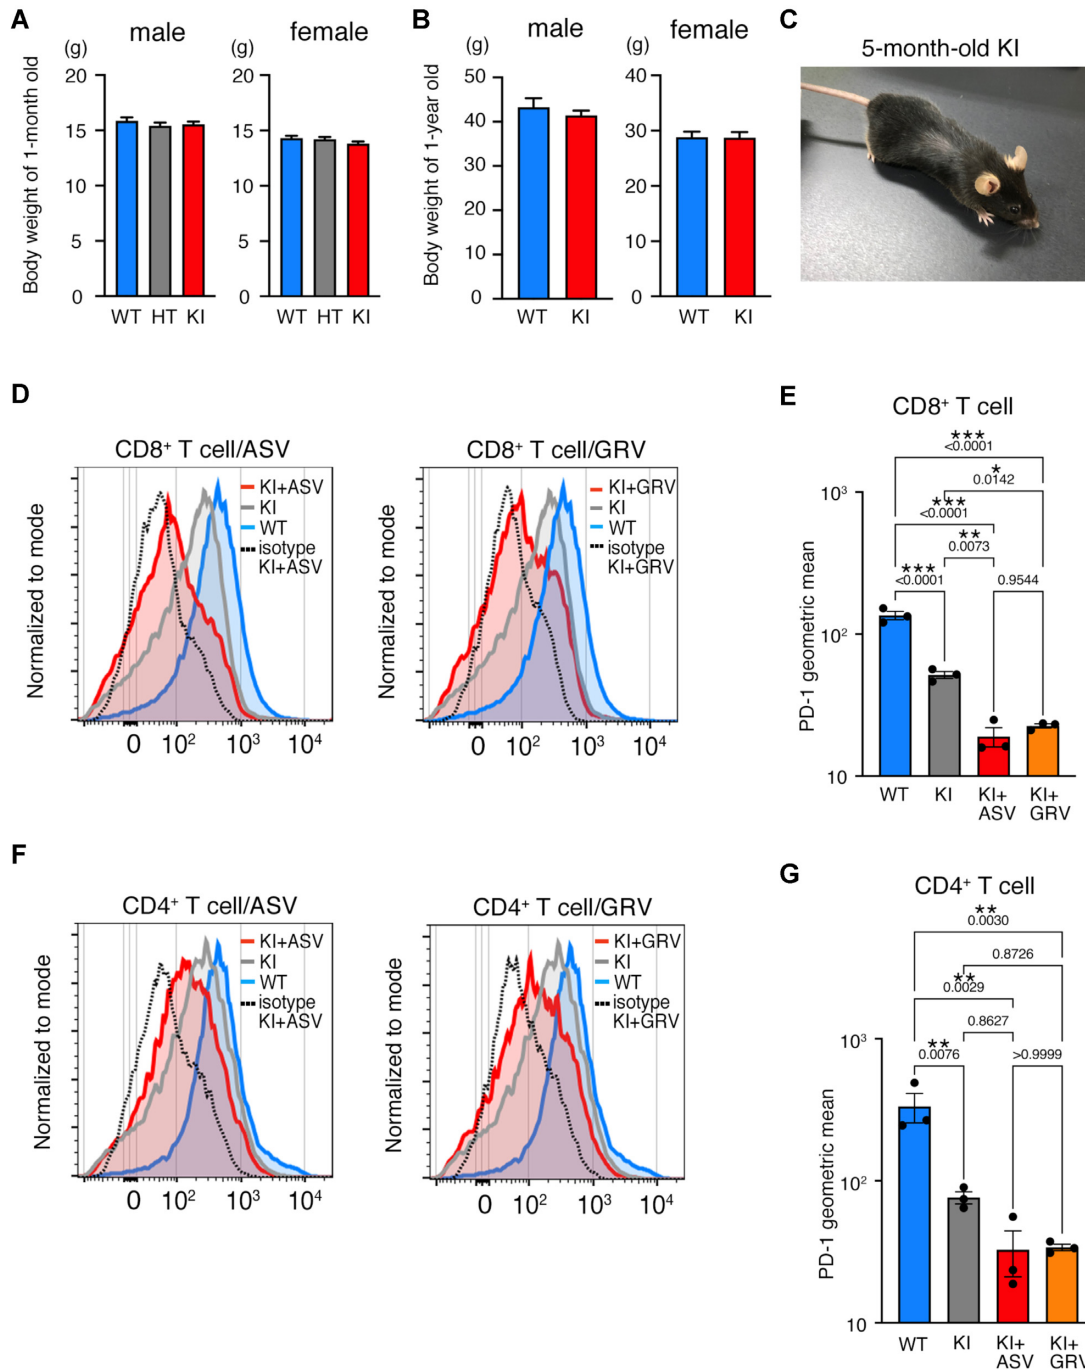 A
male
female
(g)
(g)
Body weight of 1-month old
20
15
10
5
0
WT HT KI
20
15
10
5
0
WT HT KI
B
male
female
(g)
(g)
Body weight of 1-year old
50
40
30
20
10
0
WT KI
40
30
20
10
0
WT KI
C
5-month-old KI
D
CD8+ T cell/ASV
Normalized to mode
KI+ASV
KI
WT
isotype
KI+ASV
0 10² 10³ 10⁴
CD8+ T cell/GRV
Normalized to mode
KI+GRV
KI
WT
isotype
KI+GRV
0 10² 10³ 10⁴
E
CD8+ T cell
***
<0.0001
*
0.0142
***
<0.0001
**
0.0073
***
<0.0001
0.9544
PD-1 geometric mean
10³
10²
10
WT KI KI+ KI+
ASV GRV
F
CD4+ T cell/ASV
Normalized to mode
KI+ASV
KI
WT
isotype
KI+ASV
0 10² 10³ 10⁴
CD4+ T cell/GRV
Normalized to mode
KI+GRV
KI
WT
isotype
KI+GRV
0 10² 10³ 10⁴
G
CD4+ T cell
**
0.0030
0.8726
**
0.0029
0.8627
**
0.0076
>0.9999
PD-1 geometric mean
10³
10²
10
WT KI KI+ KI+
ASV GRV